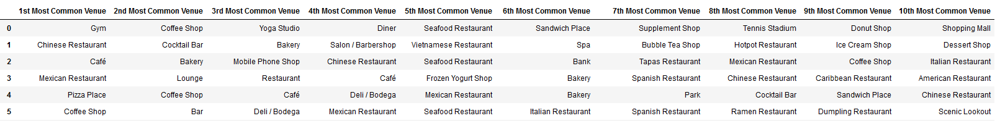 1st Most Common Venue 2nd Most Common Venue 3rd Most Common Venue 4th Most Common Venue 5th Most Common Venue 6th Most Common Venue 7th Most Common Venue 8th Most Common Venue 9th Most Common Venue 10th Most Common Venue
0 Gym Coffee Shop Yoga Studio Diner Seafood Restaurant Sandwich Place Supplement Shop Tennis Stadium Donut Shop Shopping Mall
1 Chinese Restaurant Cocktail Bar Bakery Salon / Barbershop Vietnamese Restaurant Spa Bubble Tea Shop Hotpot Restaurant Ice Cream Shop Dessert Shop
2 Café Bakery Mobile Phone Shop Chinese Restaurant Seafood Restaurant Bank Tapas Restaurant Mexican Restaurant Coffee Shop Italian Restaurant
3 Mexican Restaurant Lounge Restaurant Café Frozen Yogurt Shop Bakery Spanish Restaurant Chinese Restaurant Caribbean Restaurant American Restaurant
4 Pizza Place Coffee Shop Café Deli / Bodega Mexican Restaurant Bakery Park Cocktail Bar Sandwich Place Chinese Restaurant
5 Coffee Shop Bar Deli / Bodega Mexican Restaurant Seafood Restaurant Italian Restaurant Spanish Restaurant Ramen Restaurant Dumpling Restaurant Scenic Lookout